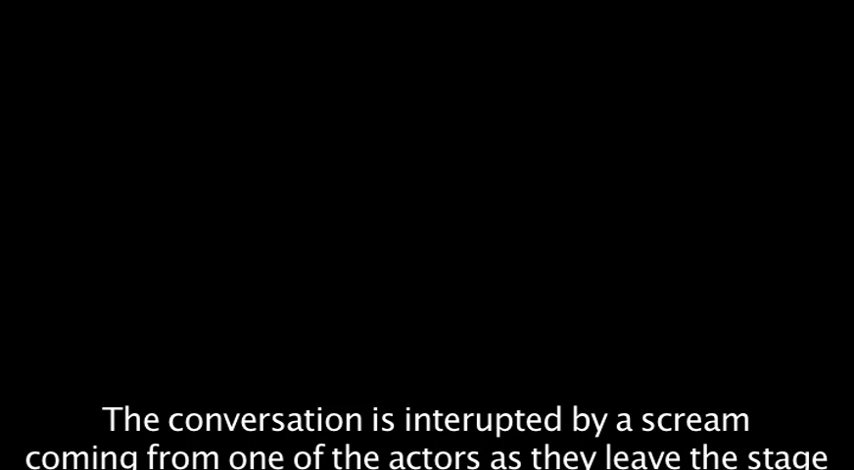 The conversation is interupted by a scream
coming from one of the actors as they leave the stage